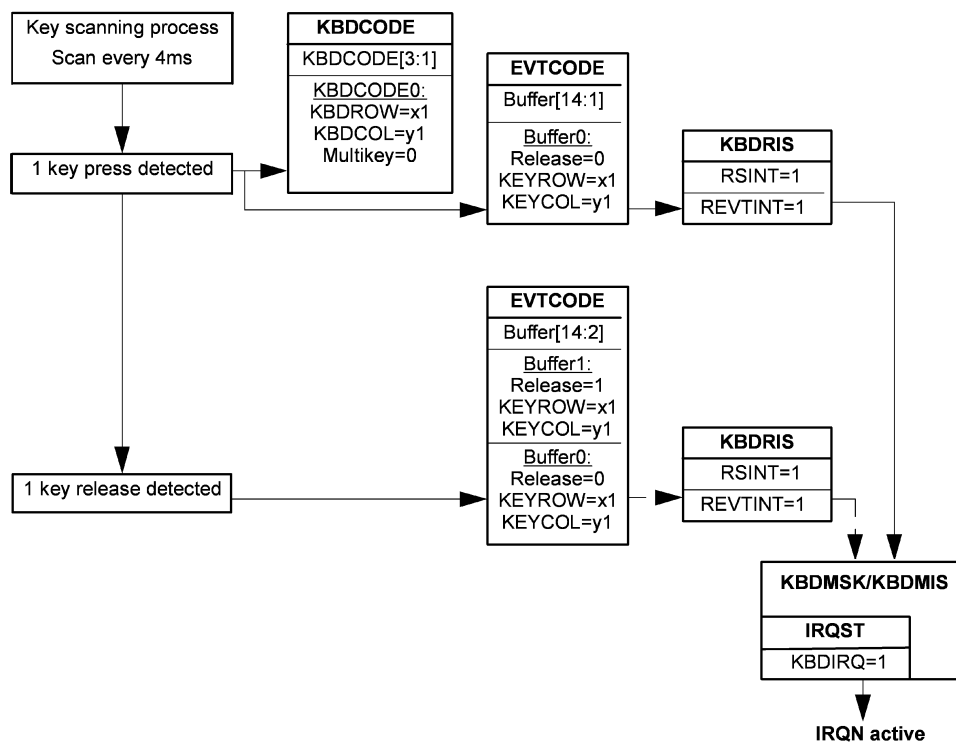 Key scanning process
Scan every 4ms
1 key press detected
KBDCODE
KBDCODE[3:1]
KBDCODE0:
KBDROW=x1
KBDCOL=y1
Multikey=0
EVTCODE
Buffer[14:1]
Buffer0:
Release=0
KEYROW=x1
KEYCOL=y1
KBDRIS
RSINT=1
REVTINT=1
1 key release detected
EVTCODE
Buffer[14:2]
Buffer1:
Release=1
KEYROW=x1
KEYCOL=y1
Buffer0:
Release=0
KEYROW=x1
KEYCOL=y1
KBDRIS
RSINT=1
REVTINT=1
KBDMSK/KBDMIS
IRQST
KBDIRQ=1
IRQN active